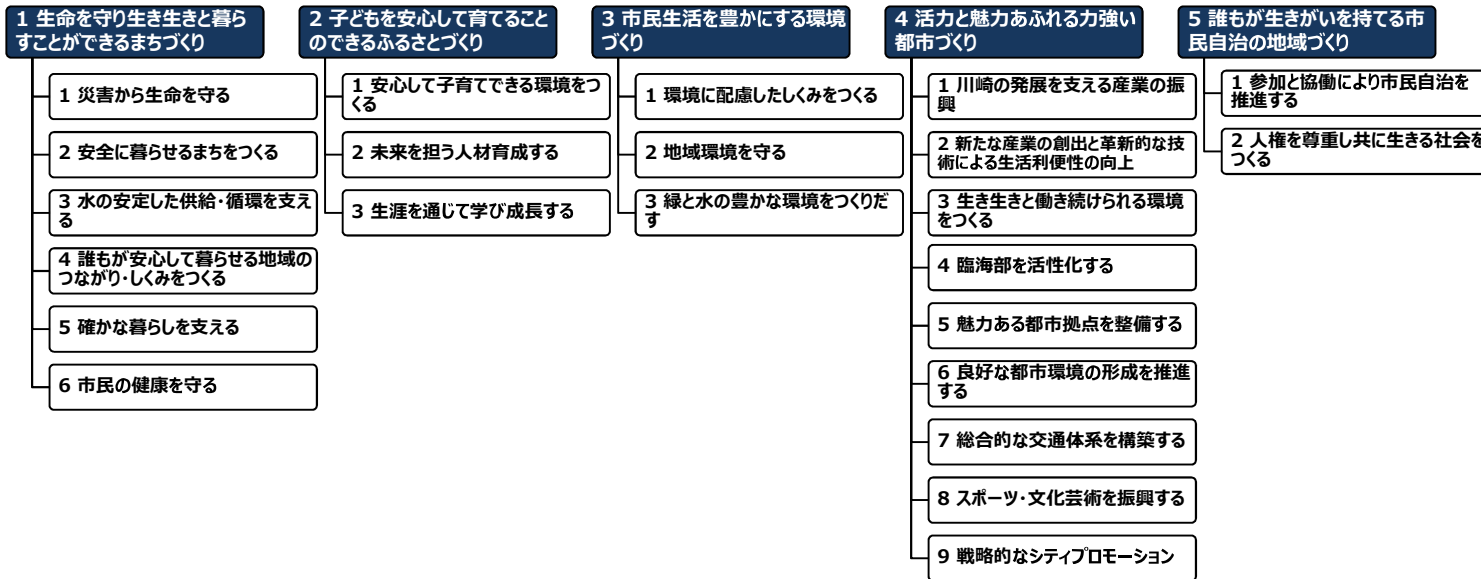 1 生命を守り生き生きと暮ら
すことができるまちづくり
1 災害から生命を守る
2 安全に暮らせるまちをつくる
3 水の安定した供給・循環を支え
る
4 誰もが安心して暮らせる地域の
つながり・しくみをつくる
5 確かな暮らしを支える
6 市民の健康を守る
2 子どもを安心して育てること
のできるふるさとづくり
1 安心して子育てできる環境をつ
くる
2 未来を担う人材育成する
3 生涯を通じて学び成長する
3 市民生活を豊かにする環境
づくり
1 環境に配慮したしくみをつくる
2 地域環境を守る
3 緑と水の豊かな環境をつくりだ
す
4 活力と魅力あふれる力強い
都市づくり
1 川崎の発展を支える産業の振
興
2 新たな産業の創出と革新的な技
術による生活利便性の向上
3 生き生きと働き続けられる環境
をつくる
4 臨海部を活性化する
5 魅力ある都市拠点を整備する
6 良好な都市環境の形成を推進
する
7 総合的な交通体系を構築する
8 スポーツ・文化芸術を振興する
9 戦略的なシティプロモーション
5 誰もが生きがいを持てる市
民自治の地域づくり
1 参加と協働により市民自治を
推進する
2 人権を尊重し共に生きる社会を
つくる